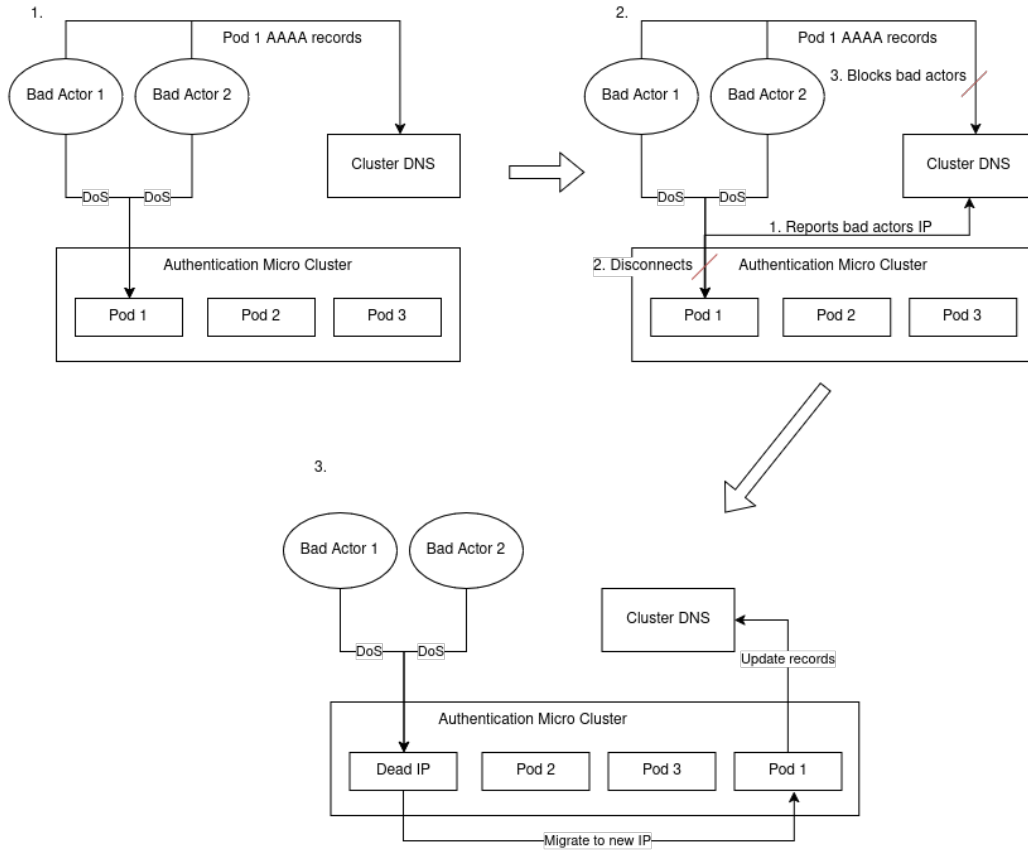 1.
Pod 1 AAAA records
Bad Actor 1
Bad Actor 2
Cluster DNS
DoS
DoS
Authentication Micro Cluster
Pod 1
Pod 2
Pod 3
2.
Pod 1 AAAA records
3. Blocks bad actors
Bad Actor 1
Bad Actor 2
Cluster DNS
DoS
DoS
1. Reports bad actors IP
2. Disconnects
Authentication Micro Cluster
Pod 1
Pod 2
Pod 3
3.
Bad Actor 1
Bad Actor 2
Cluster DNS
DoS
DoS
Update records
Authentication Micro Cluster
Dead IP
Pod 2
Pod 3
Pod 1
Migrate to new IP